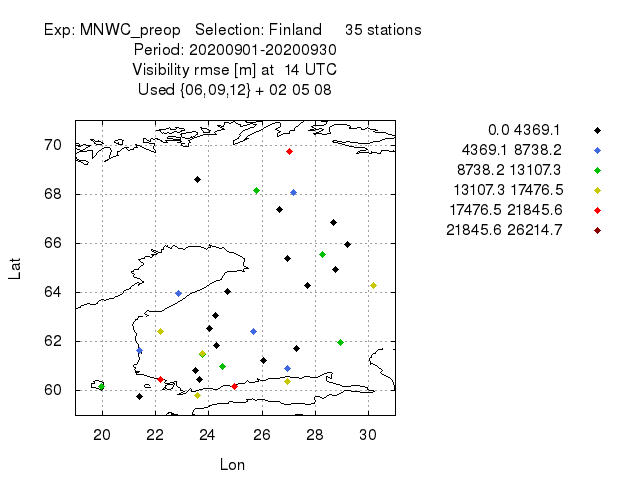 Exp: MNWC_preop Selection: Finland 35 stations
Period: 20200901-20200930
Visibility rmse [m] at 14 UTC
Used {06,09,12} + 02 05 08
0.0 4369.1
4369.1 8738.2
8738.2 13107.3
13107.3 17476.5
17476.5 21845.6
21845.6 26214.7
70
68
66
64
62
60
Lat
20 22 24 26 28 30
Lon